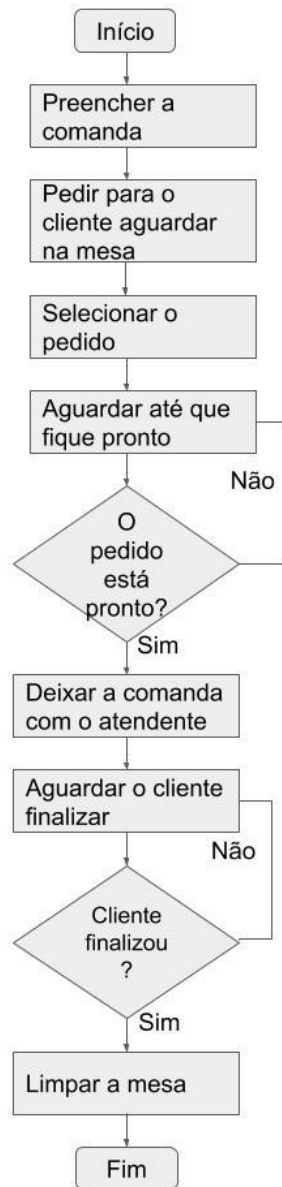 Início
Preencher a
comanda
Pedir para o
cliente aguardar
na mesa
Selecionar o
pedido
Aguardar até que
fique pronto
Não
O
pedido
está
pronto?
Sim
Deixar a comanda
com o atendente
Aguardar o cliente
finalizar
Não
Cliente
finalizou
?
Sim
Limpar a mesa
Fim